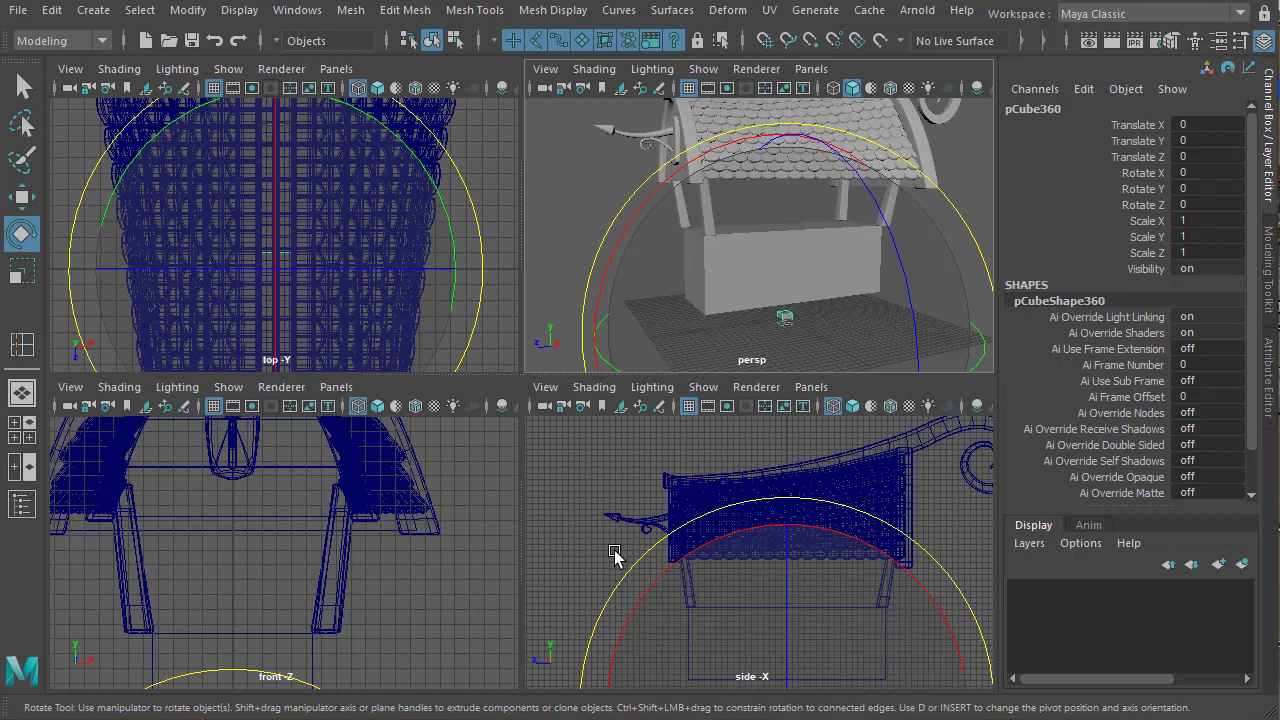 File Edit Create Select Modify Display Windows Mesh Edit Mesh Mesh Tools Mesh Display Curves Surfaces Deform UV Generate Cache Arnold Help Workspace : Maya Classic
Modeling Objects No Live Surface IPR
View Shading Lighting Show Renderer Panels
View Shading Lighting Show Renderer Panels
top -Y
persp
View Shading Lighting Show Renderer Panels
View Shading Lighting Show Renderer Panels
front -Z
side -X
Channels Edit Object Show
pCube360
Translate X 0
Translate Y 0
Translate Z 0
Rotate X 0
Rotate Y 0
Rotate Z 0
Scale X 1
Scale Y 1
Scale Z 1
Visibility on
SHAPES
pCubeShape360
Ai Override Light Linking on
Ai Override Shaders on
Ai Use Frame Extension off
Ai Frame Number 0
Ai Use Sub Frame off
Ai Frame Offset 0
Ai Override Nodes off
Ai Override Receive Shadows off
Ai Override Double Sided off
Ai Override Self Shadows off
Ai Override Opaque off
Ai Override Matte off
Display Anim
Layers Options Help
Channel Box / Layer Editor
Modeling Toolkit
Attribute Editor
Rotate Tool: Use manipulator to rotate object(s). Shift+drag manipulator axis or plane handles to extrude components or clone objects. Ctrl+Shift+LMB+drag to constrain rotation to connected edges. Use D or INSERT to change the pivot position and axis orientation.